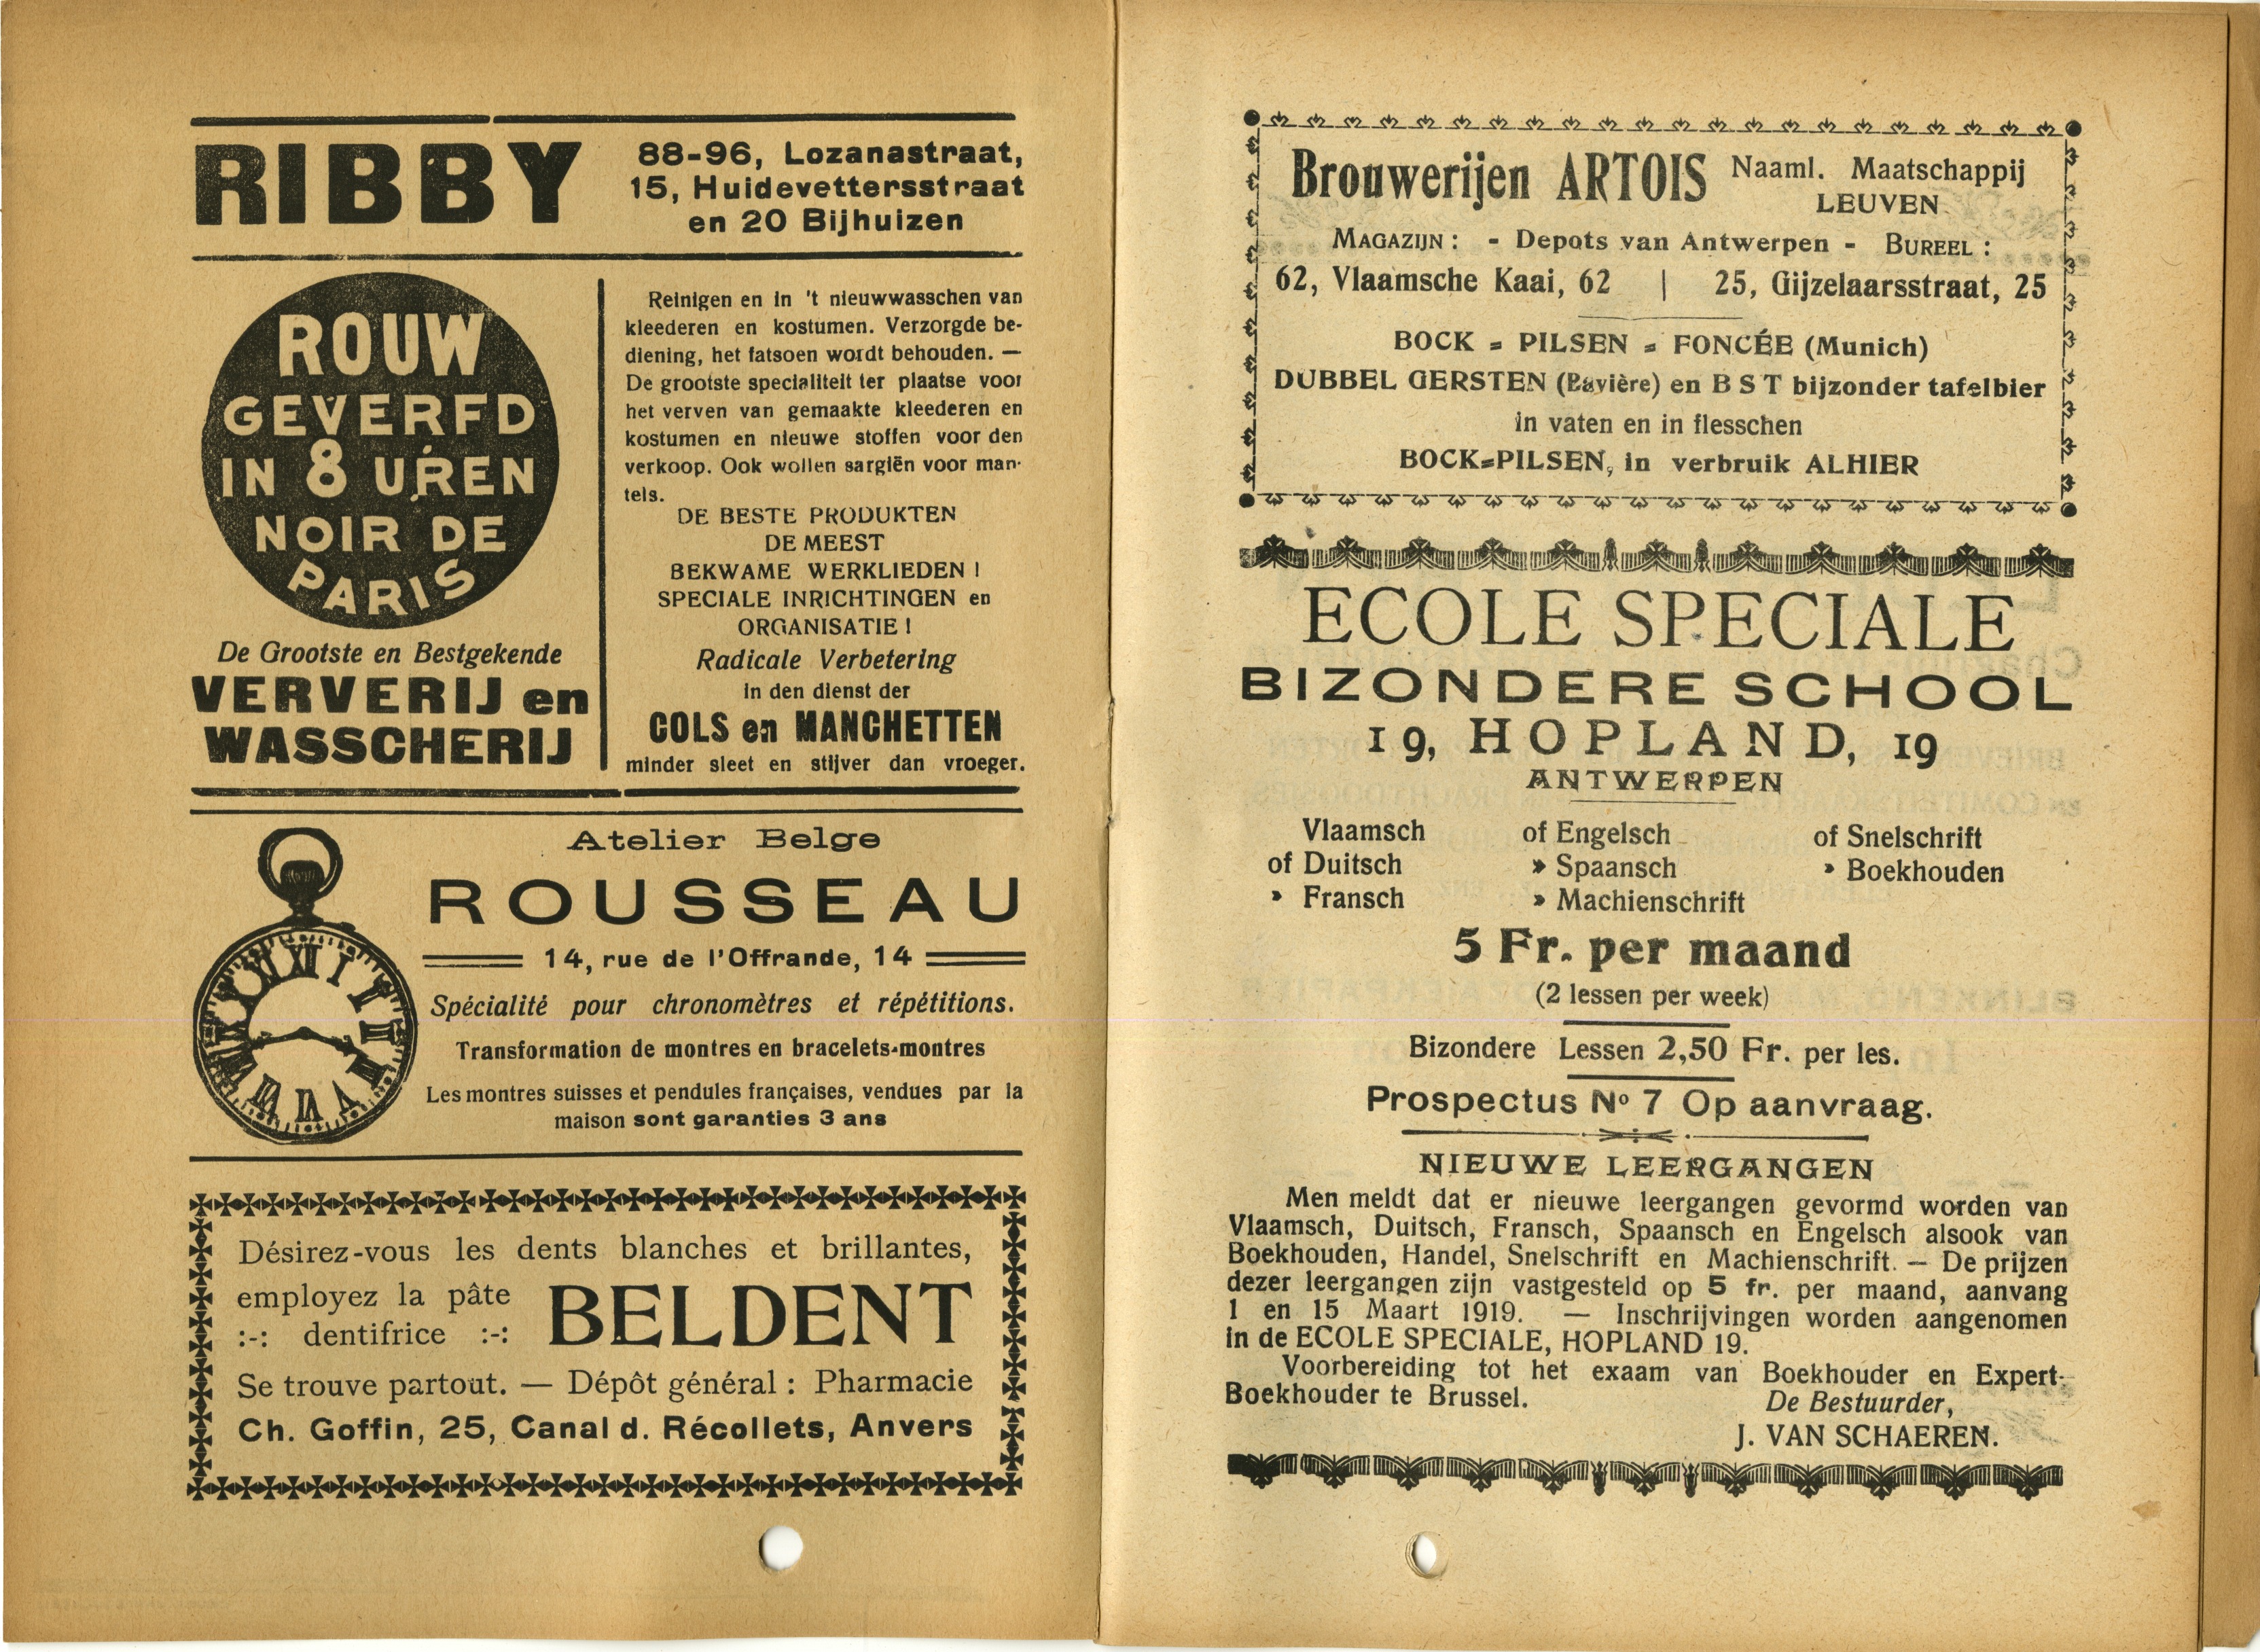 RIBBY
88-96, Lozanastraat,
15, Huidevettersstraat
en 20 Bijhuizen
ROUW
GEVERFD
IN 8 UREN
NOIR DE
PARIS
De Grootste en Bestgekende
VERVERIJ en
WASSCHERIJ
Reinigen en in 't nieuwwasschen van
kleederen en kostumen. Verzorgde be-
diening, het fatsoen wordt behouden. —
De grootste specialiteit ter plaatse voor
het verven van gemaakte kleederen en
kostumen en nieuwe stoffen voor den
verkoop. Ook wollen sargiën voor man-
tels.
DE BESTE PRODUKTEN
DE MEEST
BEKWAME WERKLIEDEN !
SPECIALE INRICHTINGEN en
ORGANISATIE !
Radicale Verbetering
in den dienst der
COLS en MANCHETTEN
minder sleet en stijver dan vroeger.
Atelier Belge
ROUSSEAU
14, rue de l'Offrande, 14
Spécialité pour chronomètres et répétitions.
Transformation de montres en bracelets-montres
Les montres suisses et pendules françaises, vendues par la
maison sont garanties 3 ans
Désirez-vous les dents blanches et brillantes,
employez la pâte
:-: dentifrice :-:
BELDENT
Se trouve partout. — Dépôt général : Pharmacie
Ch. Goffin, 25, Canal d. Récollets, Anvers
Brouwerijen ARTOIS Naaml. Maatschappij
LEUVEN
MAGAZIJN : - Depots van Antwerpen - BUREEL :
62, Vlaamsche Kaai, 62 | 25, Gijzelaarsstraat, 25
BOCK = PILSEN = FONCÉE (Munich)
DUBBEL GERSTEN (Bavière) en B S T bijzonder tafelbier
in vaten en in flesschen
BOCK=PILSEN, in verbruik ALHIER
ECOLE SPECIALE
BIZONDERE SCHOOL
19, HOPLAND, 19
ANTWERPEN
Vlaamsch of Engelsch of Snelschrift
of Duitsch » Spaansch » Boekhouden
» Fransch » Machienschrift
5 Fr. per maand
(2 lessen per week)
Bizondere Lessen 2,50 Fr. per les.
Prospectus Nº 7 Op aanvraag.
NIEUWE LEERGANGEN
Men meldt dat er nieuwe leergangen gevormd worden van
Vlaamsch, Duitsch, Fransch, Spaansch en Engelsch alsook van
Boekhouden, Handel, Snelschrift en Machienschrift. — De prijzen
dezer leergangen zijn vastgesteld op 5 fr. per maand, aanvang
1 en 15 Maart 1919. — Inschrijvingen worden aangenomen
in de ECOLE SPECIALE, HOPLAND 19.
Voorbereiding tot het exaam van Boekhouder en Expert-
Boekhouder te Brussel.
De Bestuurder,
J. VAN SCHAEREN.